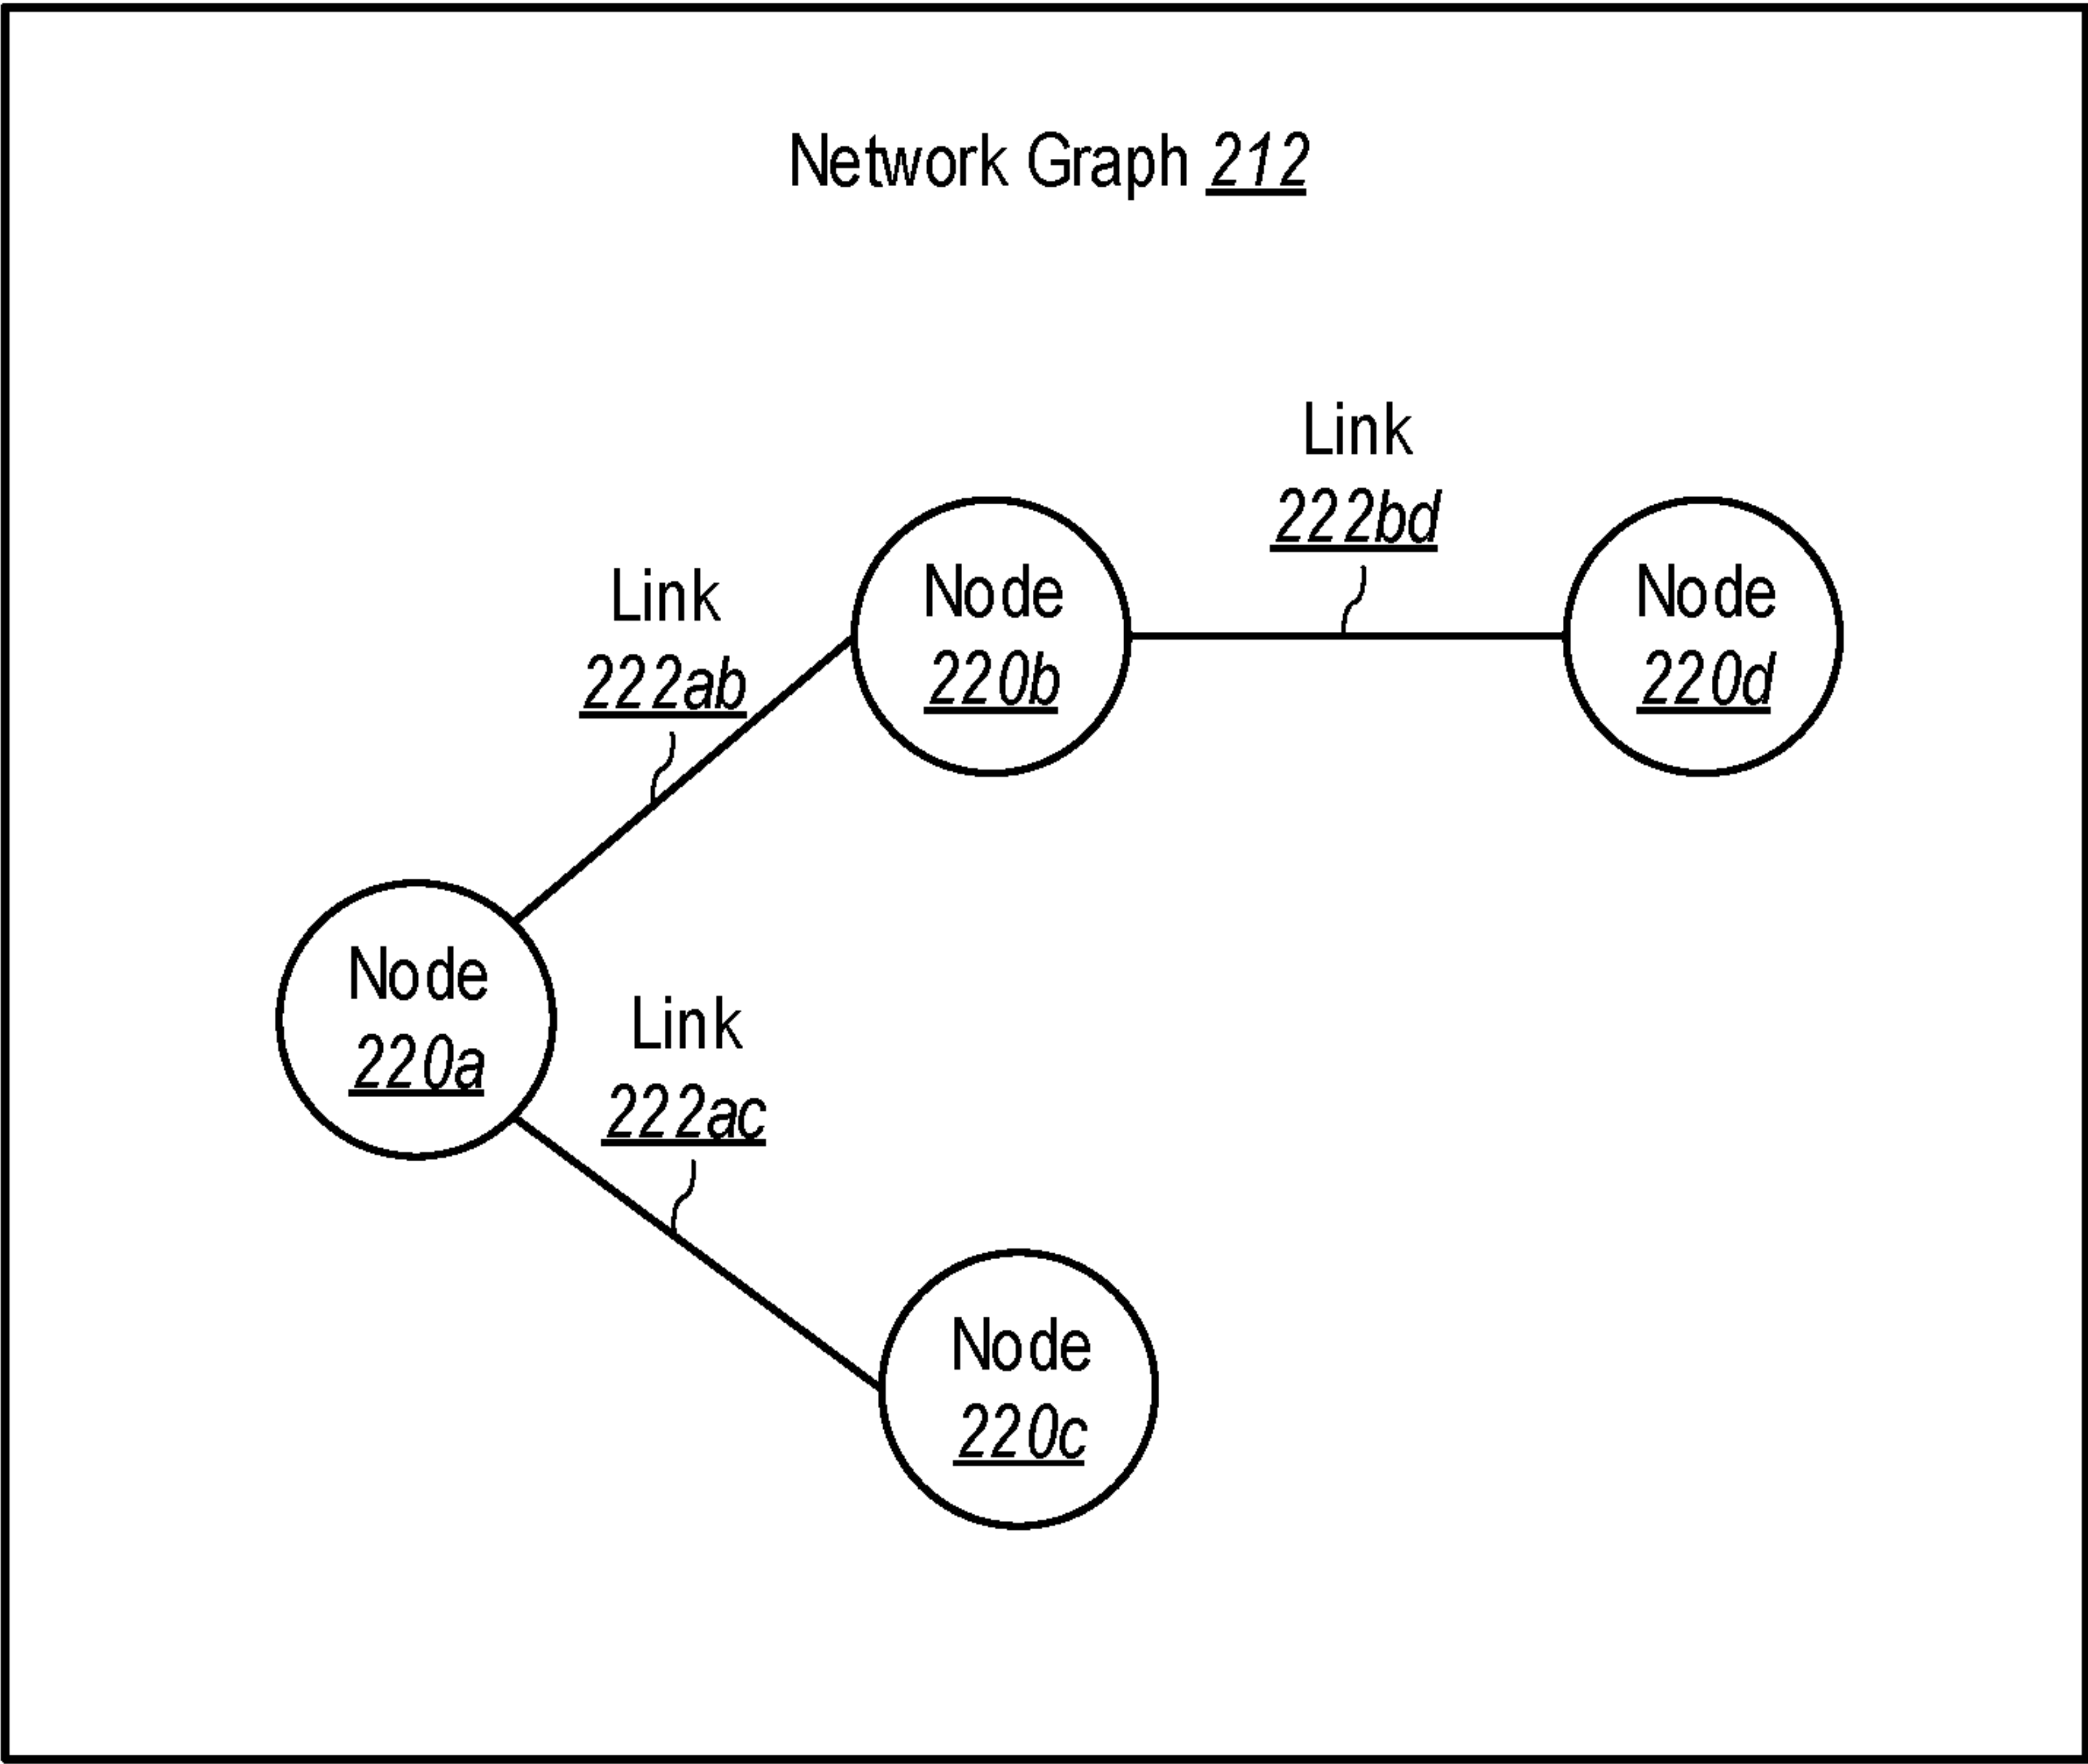 Network Graph 212
Link
222bd
Link
222ab
Node
220b
Node
220d
Node
220a
Link
222ac
Node
220c